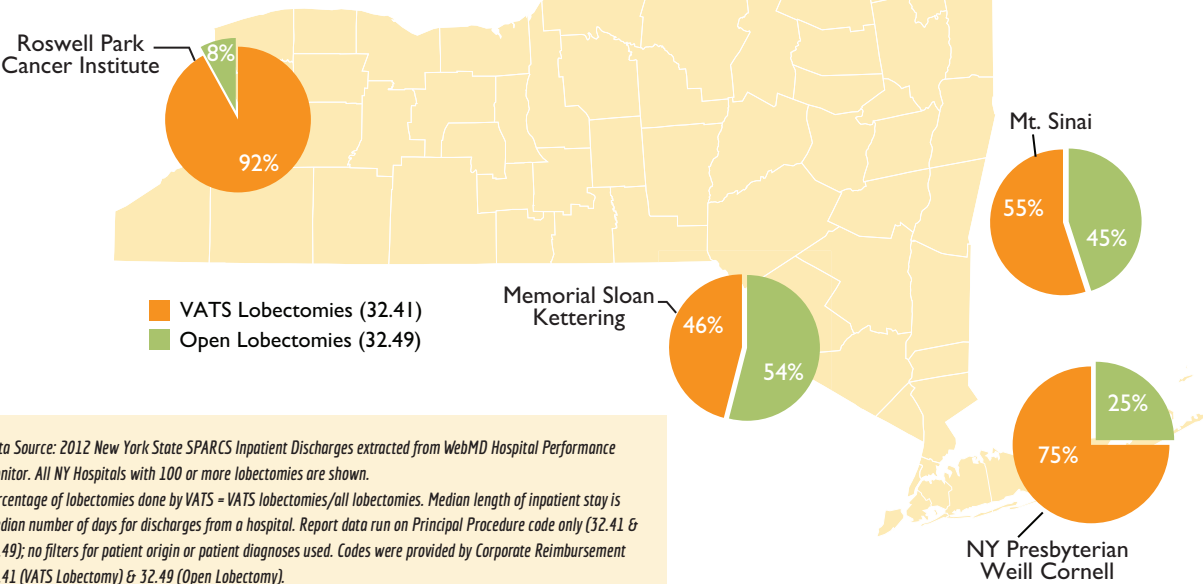 Roswell Park
Cancer Institute
8%
92%
Mt. Sinai
55%
45%
Memorial Sloan
Kettering
46%
54%
VATS Lobectomies (32.41)
Open Lobectomies (32.49)
25%
75%
NY Presbyterian
Weill Cornell
Source: 2012 New York State SPARCS Inpatient Discharges extracted from WebMD Hospital Performance
All NY Hospitals with 100 or more lobectomies are shown.
of lobectomies done by VATS = VATS lobectomies/all lobectomies. Median length of inpatient stay is
number of days for discharges from a hospital. Report data run on Principal Procedure code only (32.41 &
.49); no filters for patient origin or patient diagnoses used. Codes were provided by Corporate Reimbursement
.41 (VATS Lobectomy) & 32.49 (Open Lobectomy).